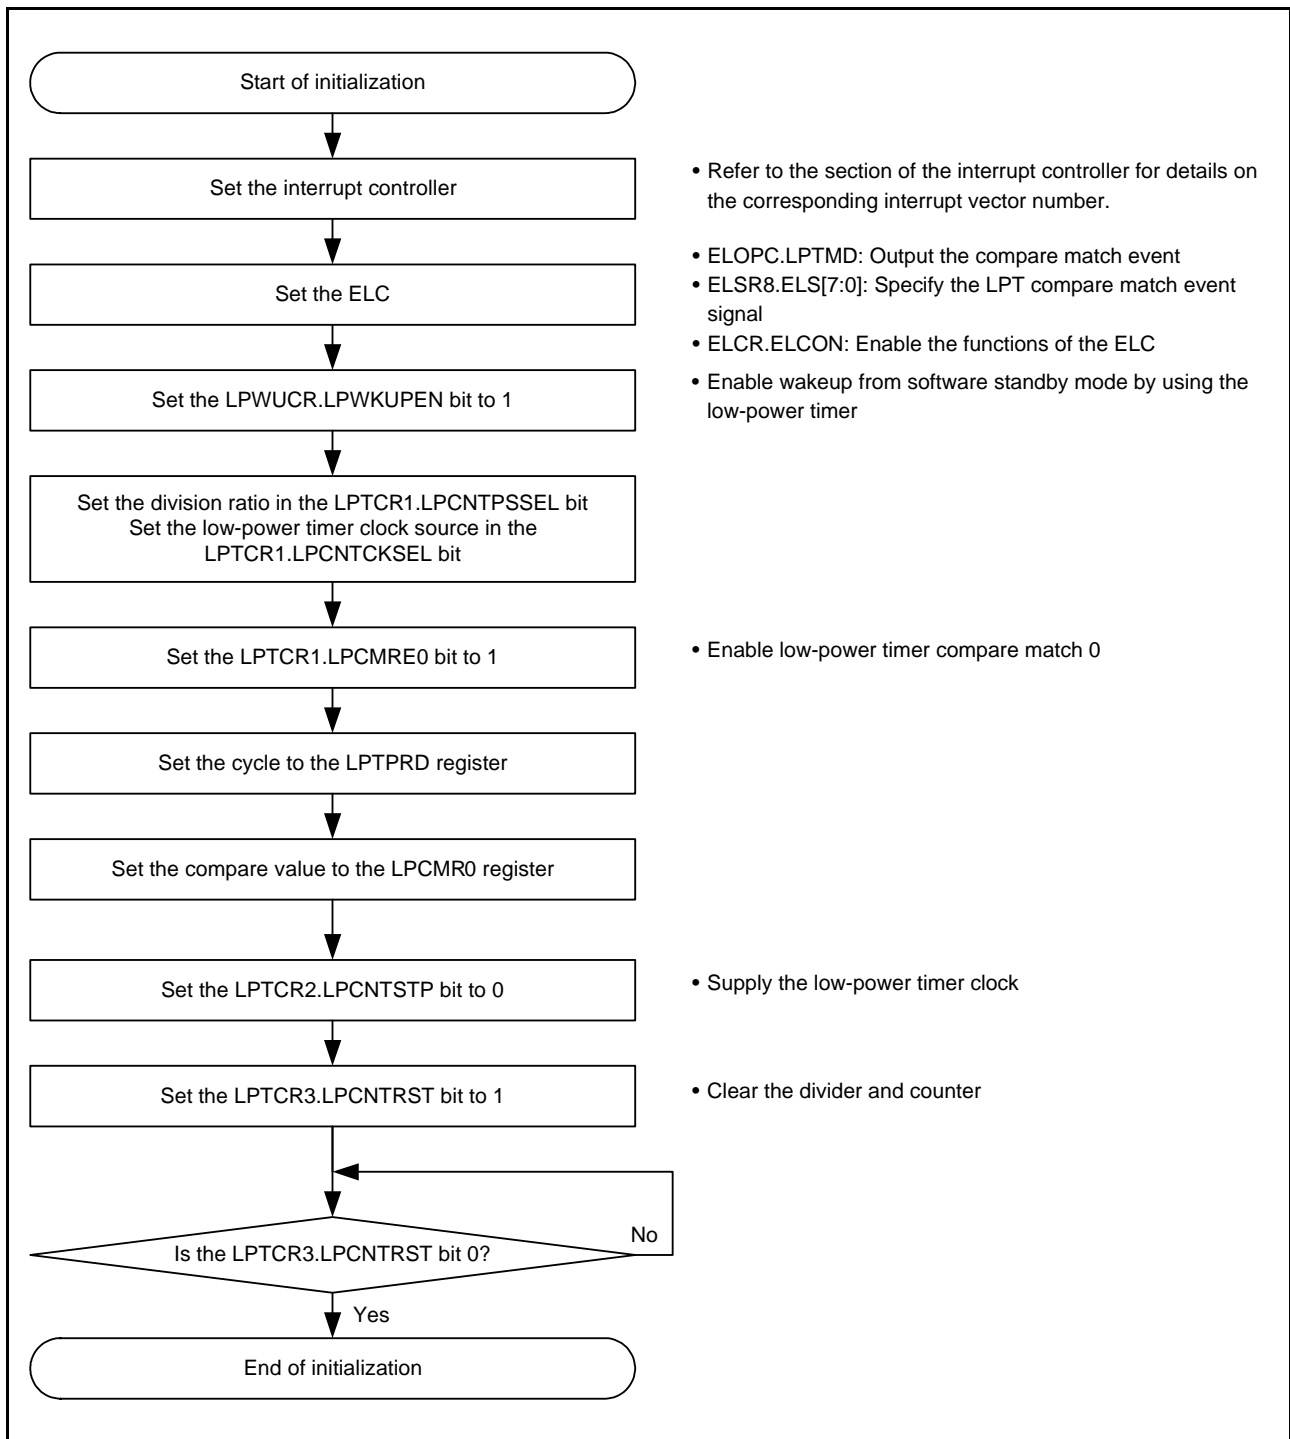 Start of initialization
Set the interrupt controller
• Refer to the section of the interrupt controller for details on
the corresponding interrupt vector number.
Set the ELC
• ELOPC.LPTMD: Output the compare match event
• ELSR8.ELS[7:0]: Specify the LPT compare match event
signal
• ELCR.ELCON: Enable the functions of the ELC
Set the LPWUCR.LPWKUPEN bit to 1
• Enable wakeup from software standby mode by using the
low-power timer
Set the division ratio in the LPTCR1.LPCNTPSSEL bit
Set the low-power timer clock source in the
LPTCR1.LPCNTCKSEL bit
Set the LPTCR1.LPCMRE0 bit to 1
• Enable low-power timer compare match 0
Set the cycle to the LPTPRD register
Set the compare value to the LPCMR0 register
Set the LPTCR2.LPCNTSTP bit to 0
• Supply the low-power timer clock
Set the LPTCR3.LPCNTRST bit to 1
• Clear the divider and counter
Is the LPTCR3.LPCNTRST bit 0?
No
Yes
End of initialization